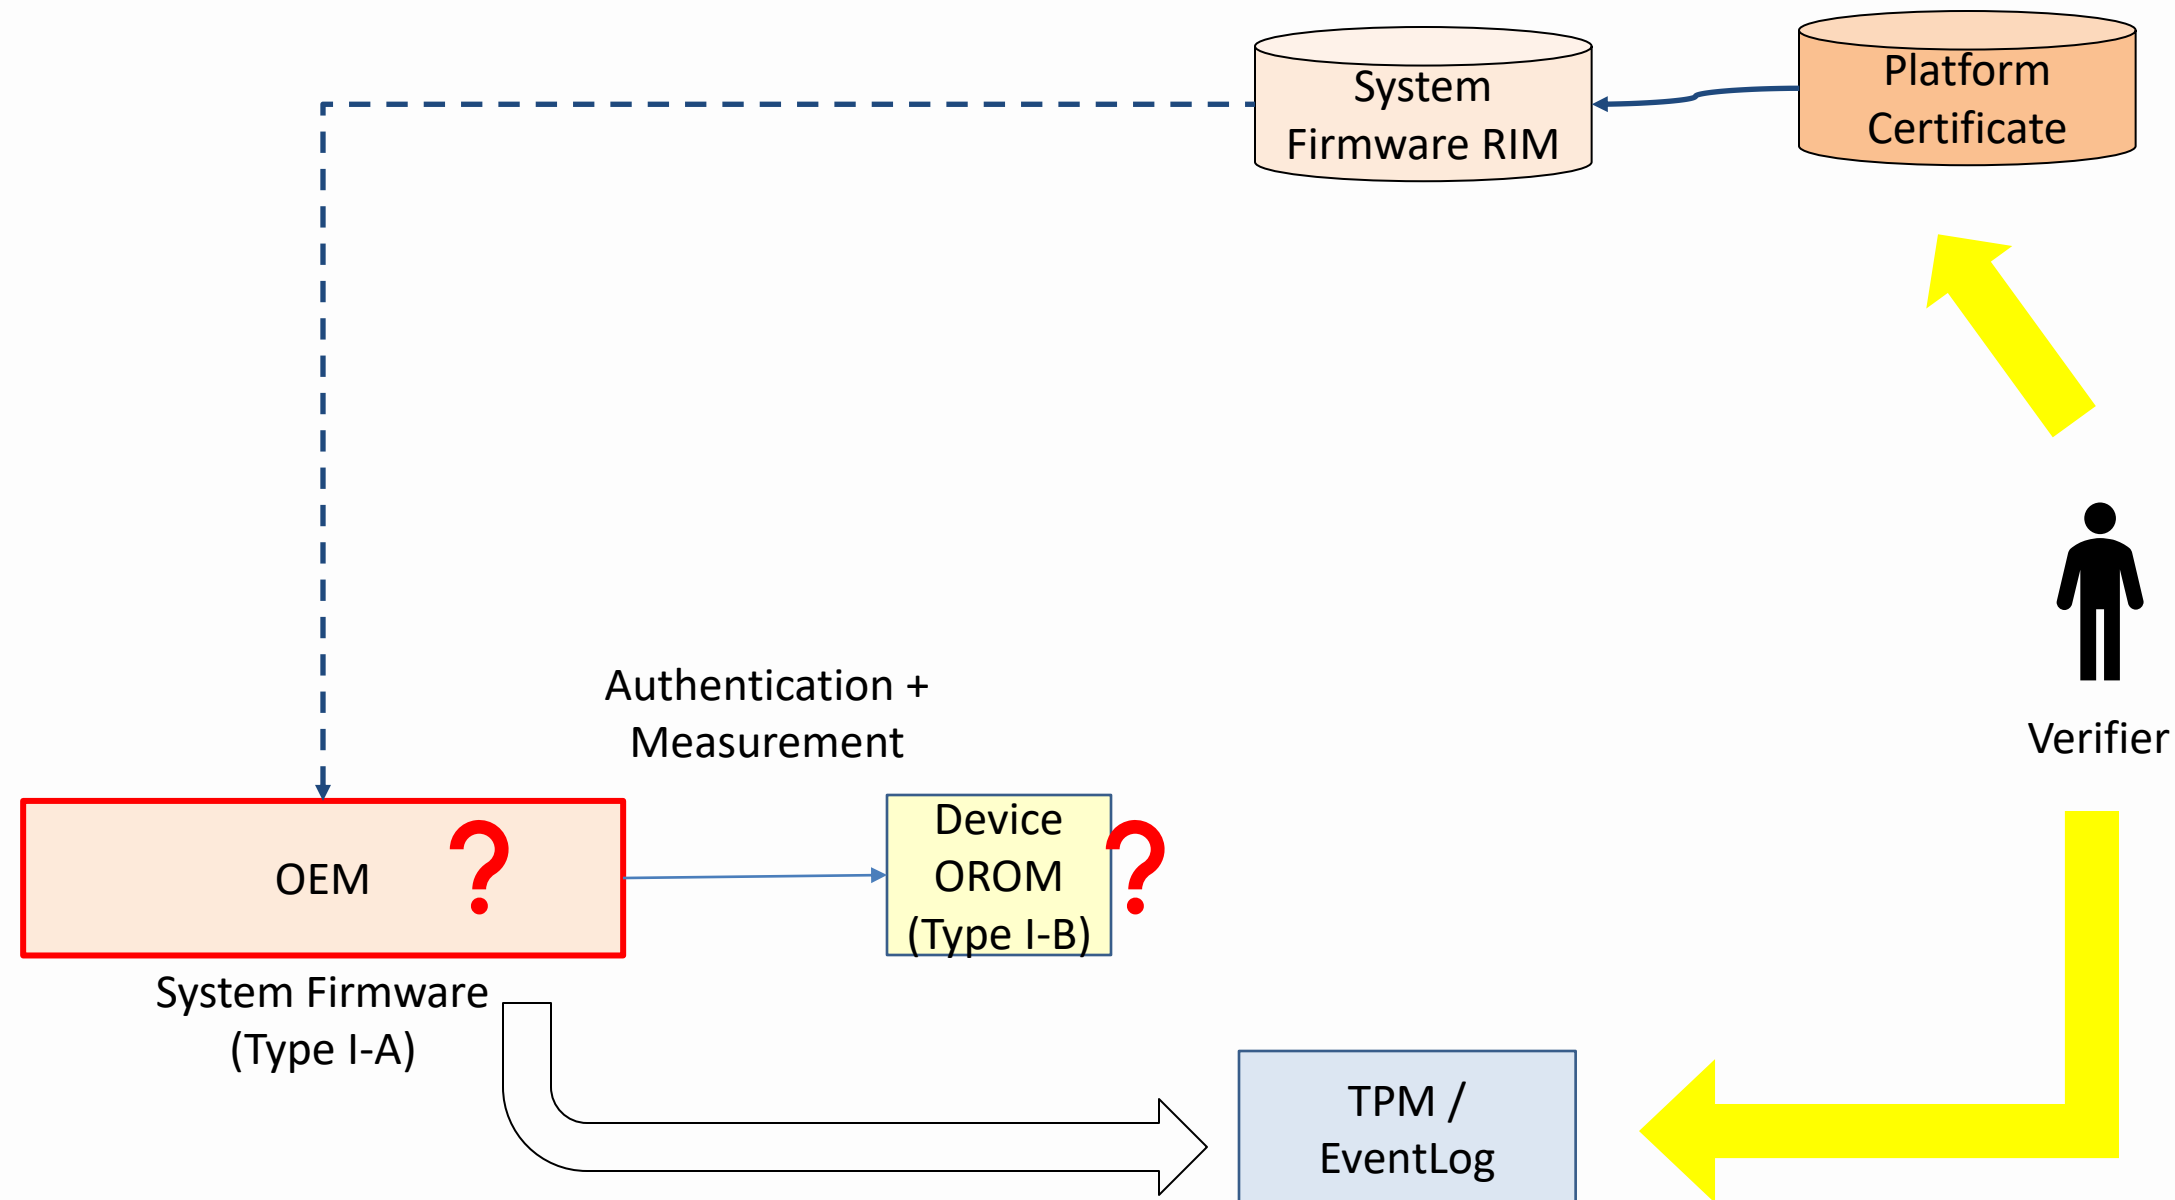 System
Firmware RIM
Platform
Certificate
Authentication +
Measurement
Verifier
OEM
?
Device
OROM
(Type I-B)
?
System Firmware
(Type I-A)
TPM /
EventLog